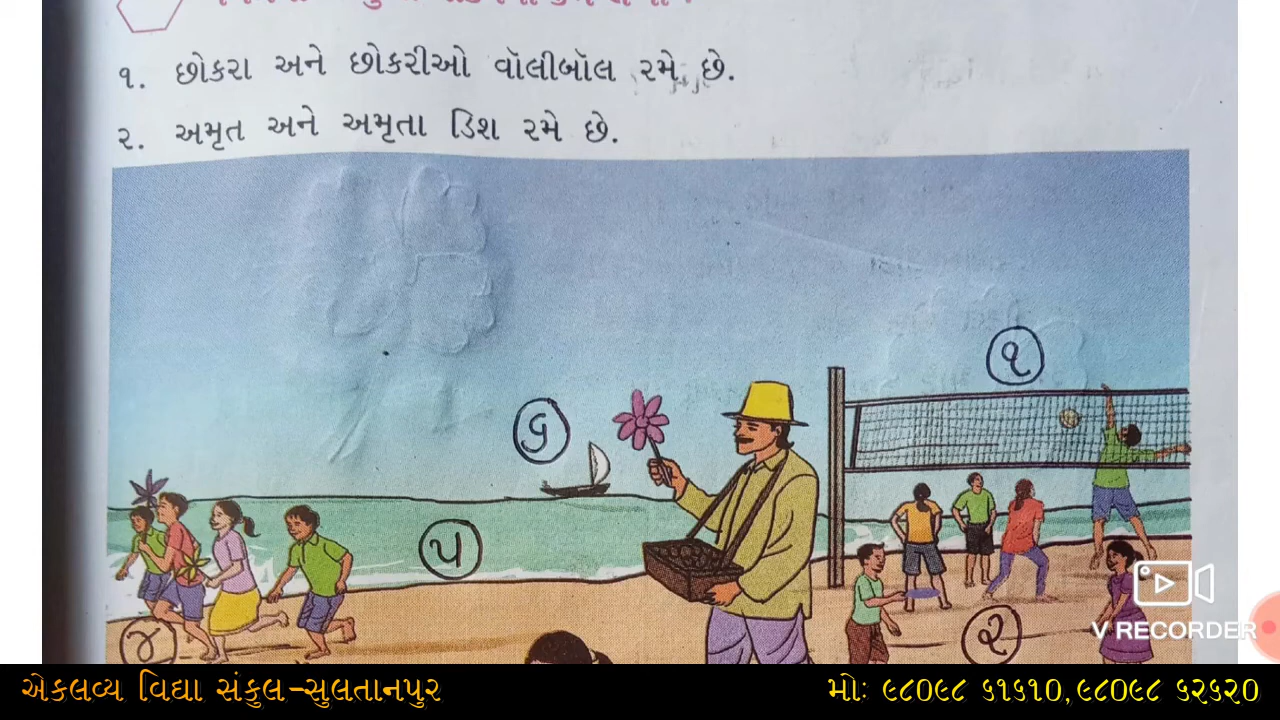 ૧. છોકરા અને છોકરીઓ વૉલીબૉલ રમે છે.
૨. અમૃત અને અમૃતા ડિશ રમે છે.
૧
૬
૫
૪
૨
V RECORDER
એકલવ્ય વિદ્યા સંકુલ-સુલતાનપુર
મોઃ ૯૮૦૯૮ ૬૧૬૧૦,૯૮૦૯૮ ૬૨૬૨૦